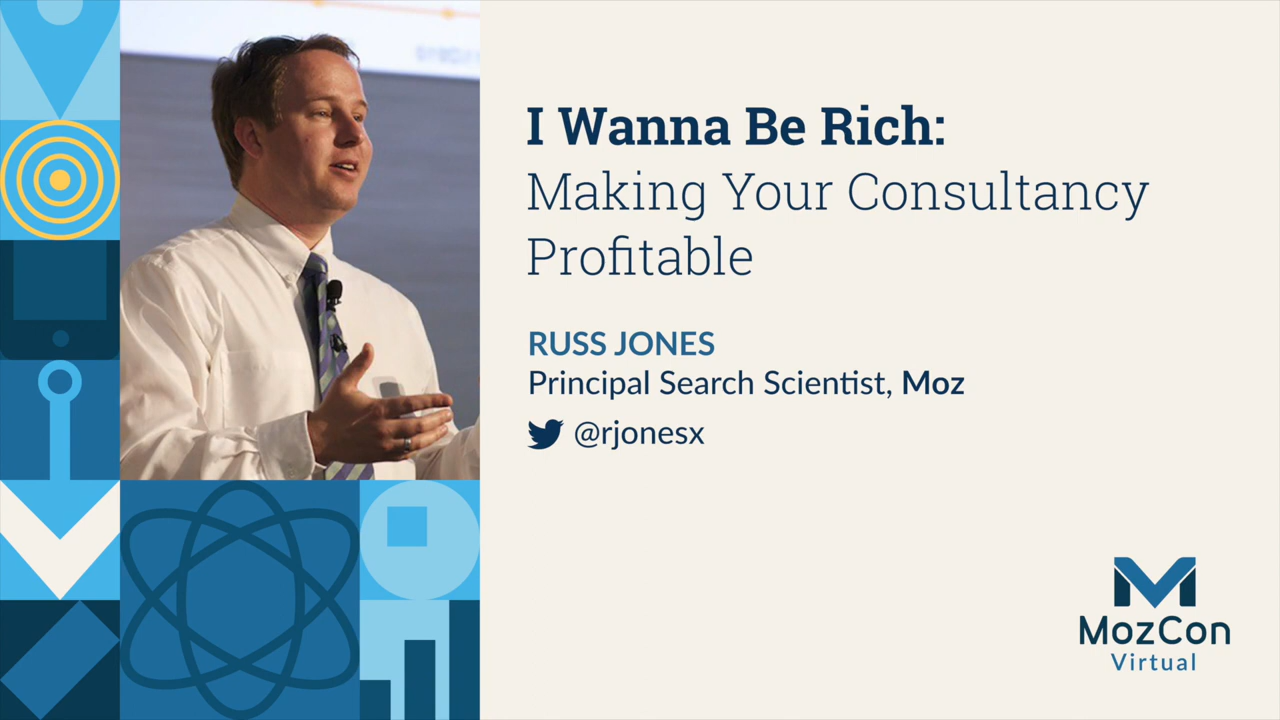 I Wanna Be Rich:
Making Your Consultancy
Profitable
RUSS JONES
Principal Search Scientist, Moz
@rjonesx
MozCon
Virtual